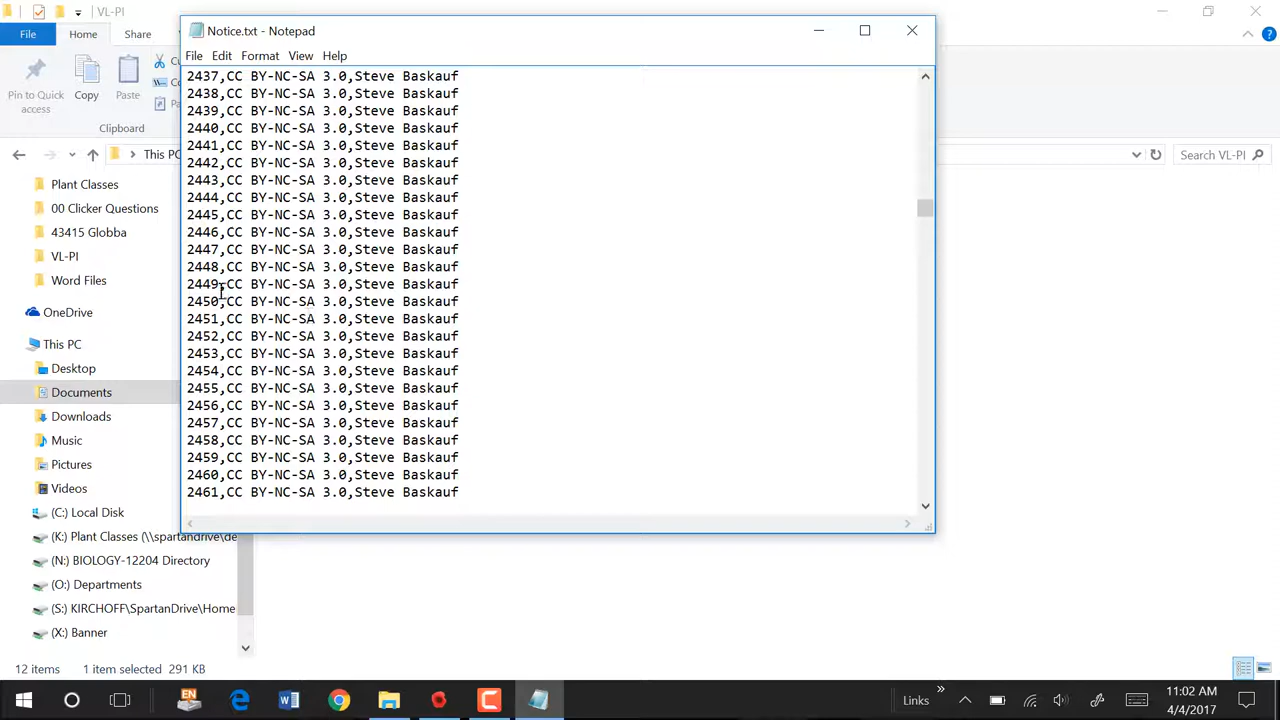 VL-PI
File
Home
Share
Pin to Quick access
Copy
Paste
Clipboard
This PC
Search VL-PI
Plant Classes
00 Clicker Questions
43415 Globba
VL-PI
Word Files
OneDrive
This PC
Desktop
Documents
Downloads
Music
Pictures
Videos
(C:) Local Disk
(K:) Plant Classes (\\spartandrive\de
(N:) BIOLOGY-12204 Directory
(O:) Departments
(S:) KIRCHOFF\SpartanDrive\Home
(X:) Banner
12 items
1 item selected 291 KB
Notice.txt - Notepad
File Edit Format View Help
2437,CC BY-NC-SA 3.0,Steve Baskauf
2438,CC BY-NC-SA 3.0,Steve Baskauf
2439,CC BY-NC-SA 3.0,Steve Baskauf
2440,CC BY-NC-SA 3.0,Steve Baskauf
2441,CC BY-NC-SA 3.0,Steve Baskauf
2442,CC BY-NC-SA 3.0,Steve Baskauf
2443,CC BY-NC-SA 3.0,Steve Baskauf
2444,CC BY-NC-SA 3.0,Steve Baskauf
2445,CC BY-NC-SA 3.0,Steve Baskauf
2446,CC BY-NC-SA 3.0,Steve Baskauf
2447,CC BY-NC-SA 3.0,Steve Baskauf
2448,CC BY-NC-SA 3.0,Steve Baskauf
2449,CC BY-NC-SA 3.0,Steve Baskauf
2450,CC BY-NC-SA 3.0,Steve Baskauf
2451,CC BY-NC-SA 3.0,Steve Baskauf
2452,CC BY-NC-SA 3.0,Steve Baskauf
2453,CC BY-NC-SA 3.0,Steve Baskauf
2454,CC BY-NC-SA 3.0,Steve Baskauf
2455,CC BY-NC-SA 3.0,Steve Baskauf
2456,CC BY-NC-SA 3.0,Steve Baskauf
2457,CC BY-NC-SA 3.0,Steve Baskauf
2458,CC BY-NC-SA 3.0,Steve Baskauf
2459,CC BY-NC-SA 3.0,Steve Baskauf
2460,CC BY-NC-SA 3.0,Steve Baskauf
2461,CC BY-NC-SA 3.0,Steve Baskauf
EN
Links
11:02 AM
4/4/2017